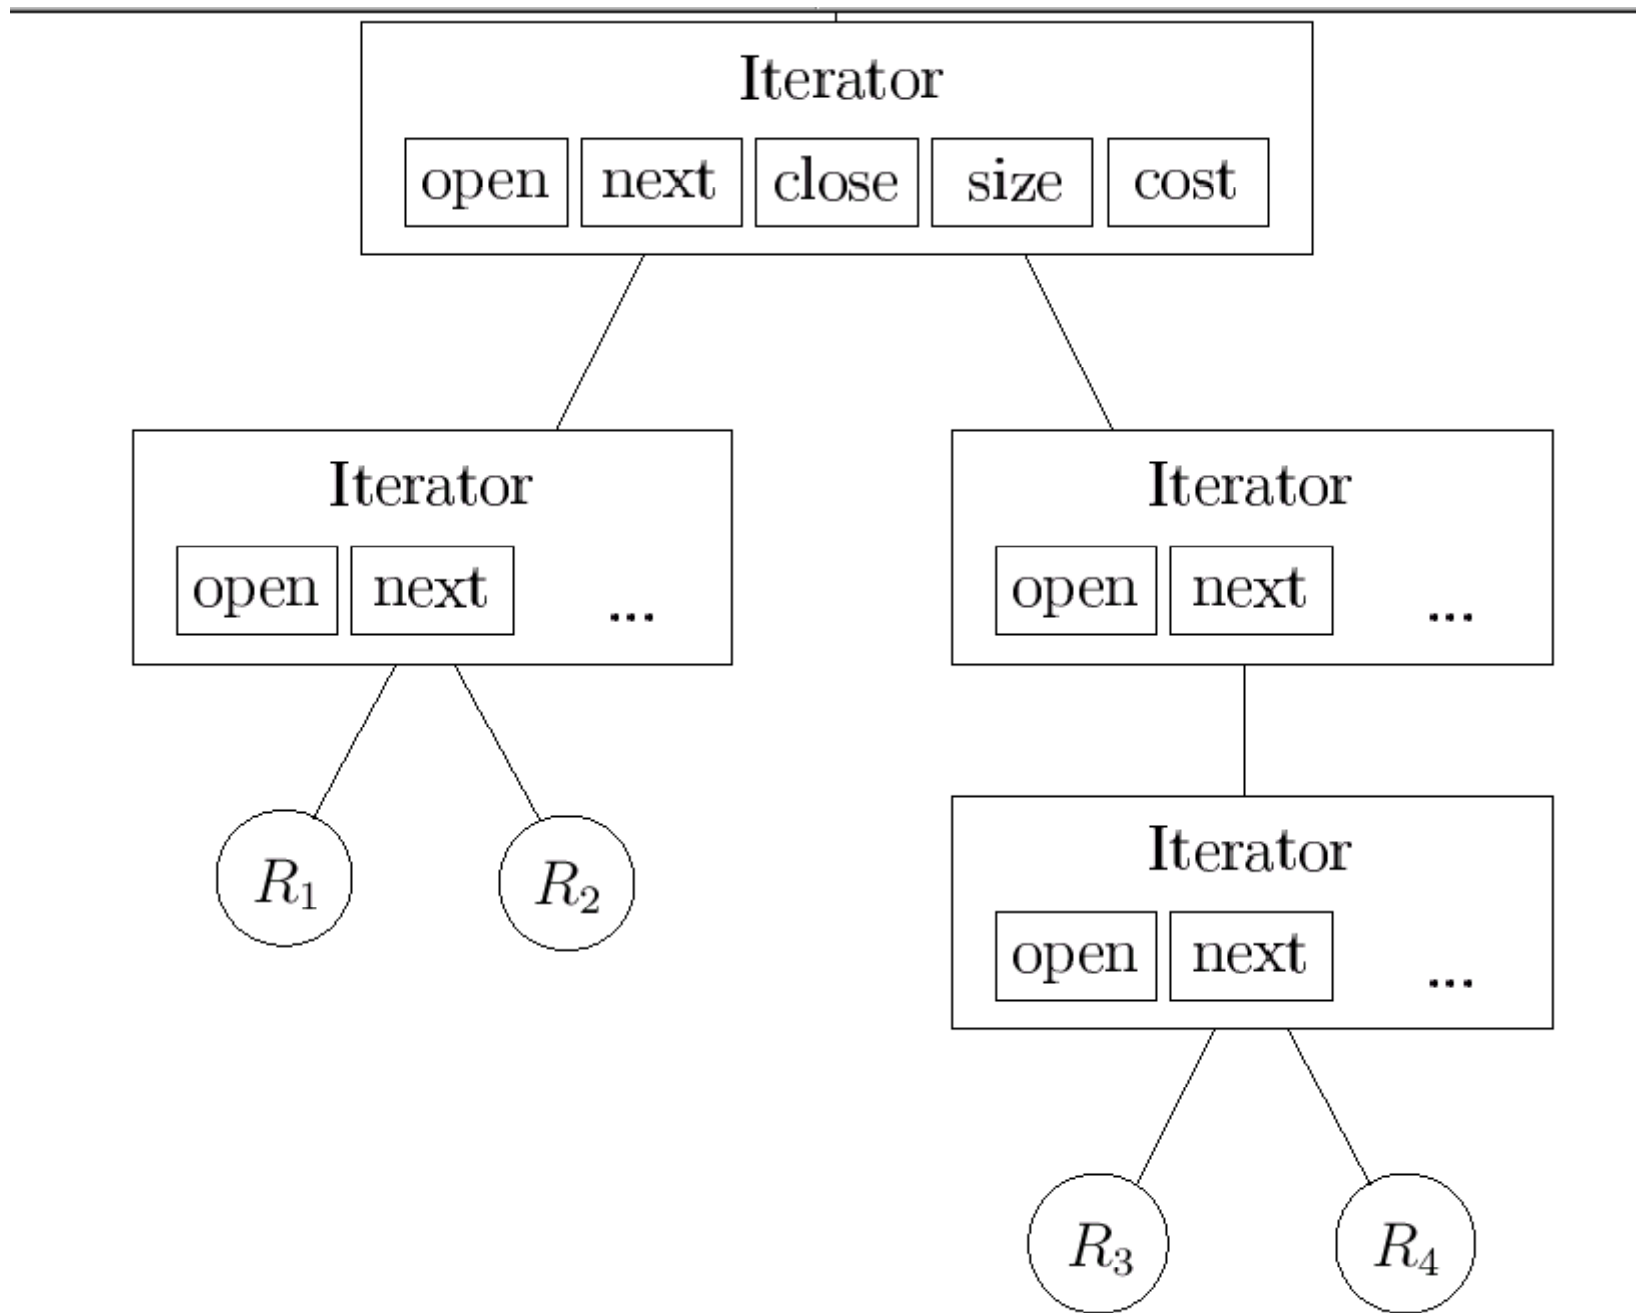 Iterator
open next close size cost
Iterator Iterator
open next ... open next ...
R₁ R₂ Iterator
open next ...
R₃ R₄